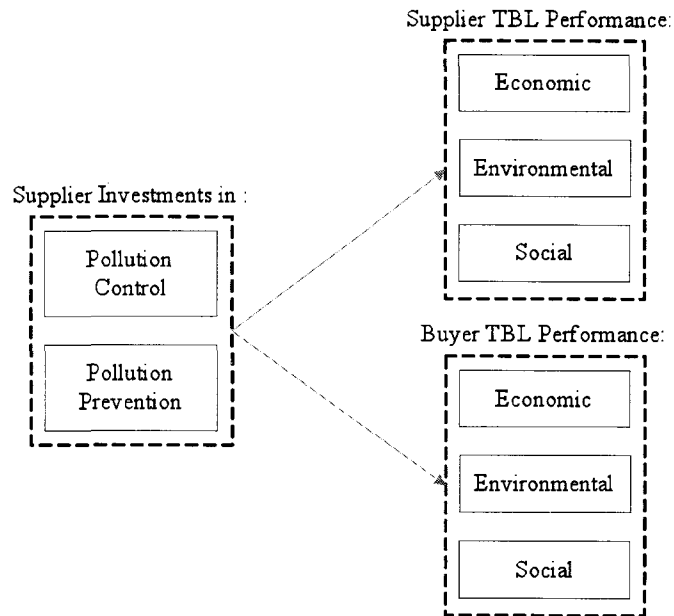 Supplier TBL Performance:
Economic
Environmental
Social
Supplier Investments in :
Pollution
Control
Pollution
Prevention
Buyer TBL Performance:
Economic
Environmental
Social